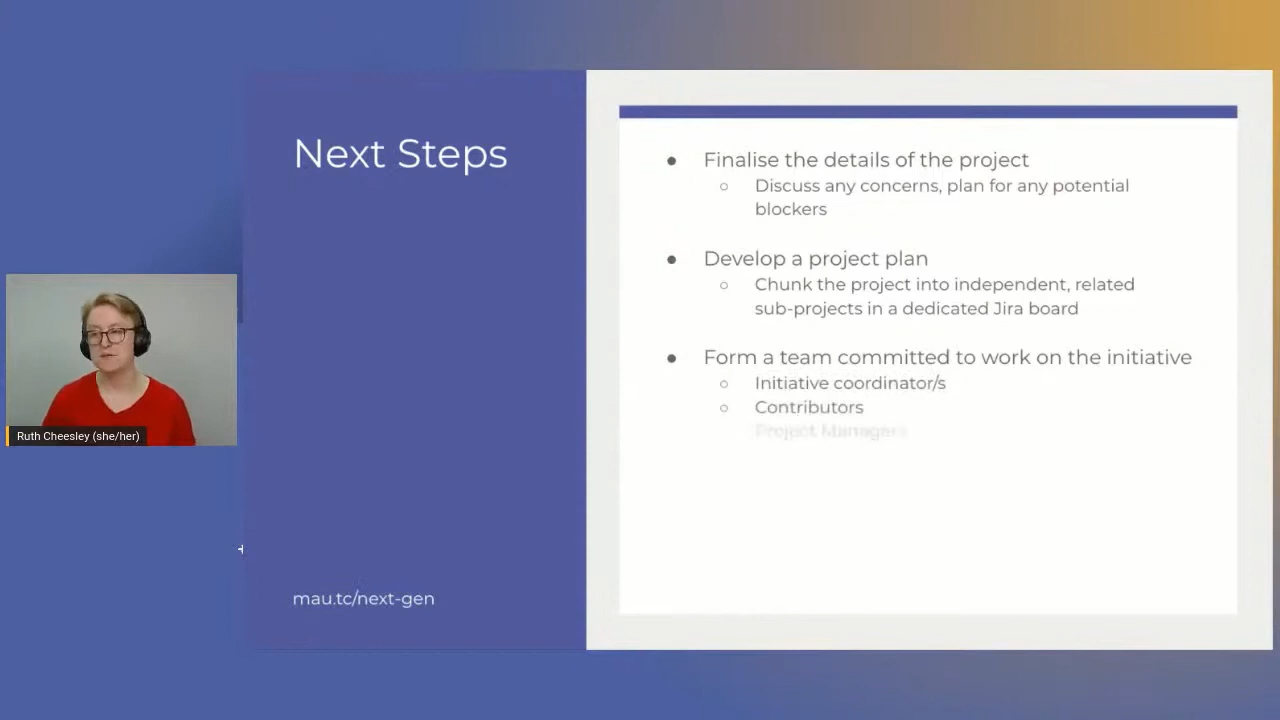 Next Steps
Finalise the details of the project
Discuss any concerns, plan for any potential
blockers
Develop a project plan
Chunk the project into independent, related
sub-projects in a dedicated Jira board
Form a team committed to work on the initiative
Initiative coordinator/s
Contributors
Project Managers
mau.tc/next-gen
Ruth Cheesley (she/her)